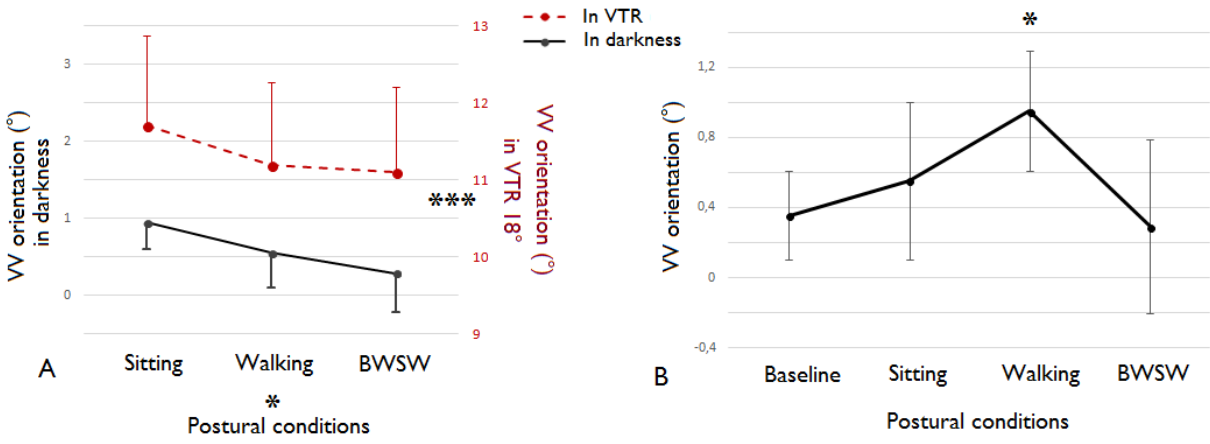 In VTR
In darkness
VV orientation (°)
in darkness
3
2
1
0
13
12
11
10
9
VV orientation (°)
in VTR 18°
***
Sitting
Walking
BWSW
A
*
Postural conditions
*
VV orientation (°)
1,2
0,8
0,4
0
-0,4
Baseline
Sitting
Walking
BWSW
B
Postural conditions